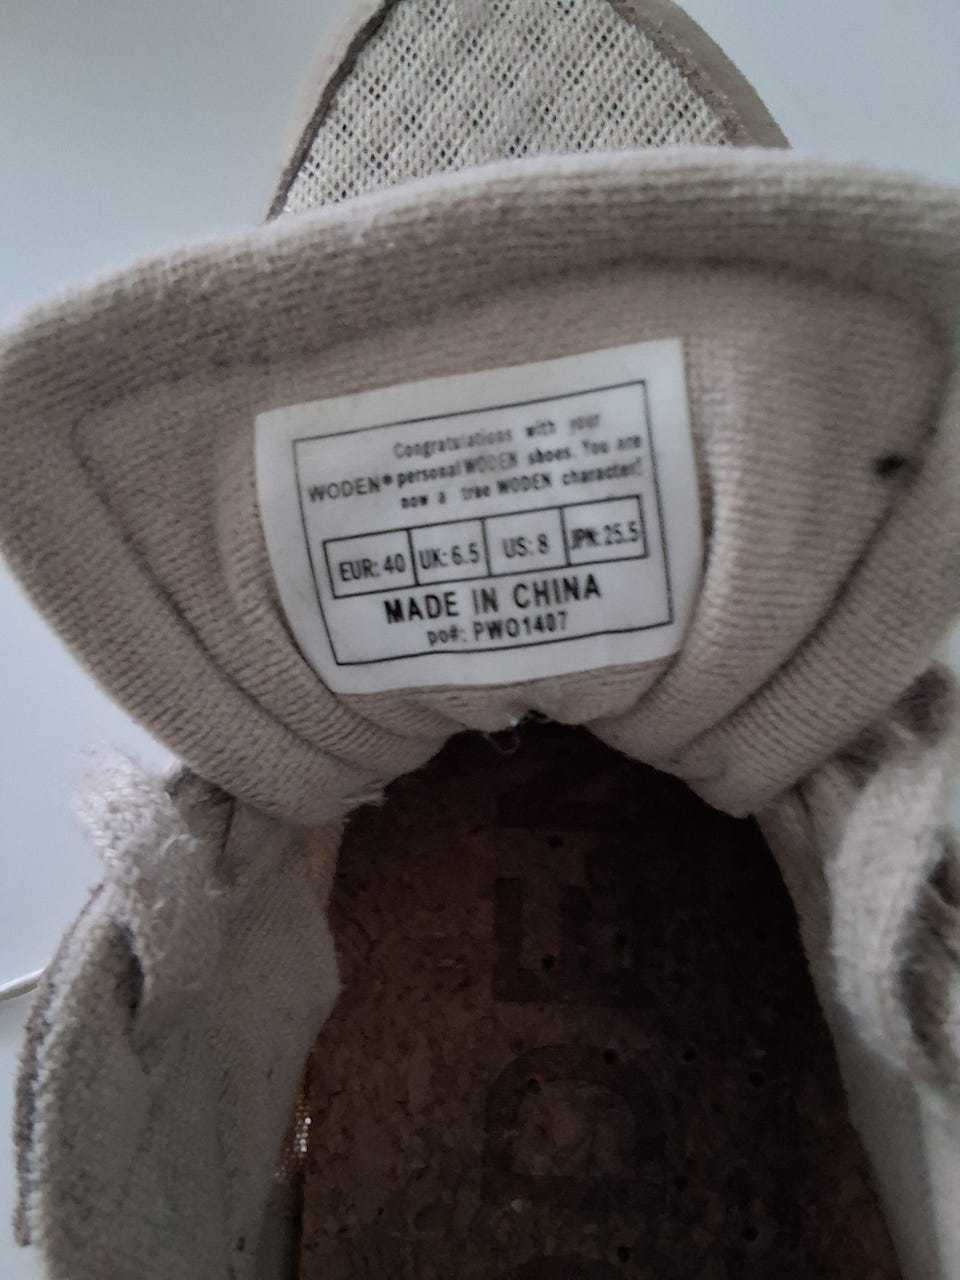 Congratulations with your
WODEN® personal WODEN shoes. You are
now a true WODEN character!
EUR: 40 UK: 6.5 US: 8 JPN: 25.5
MADE IN CHINA
po#: PWO1407
WODEN